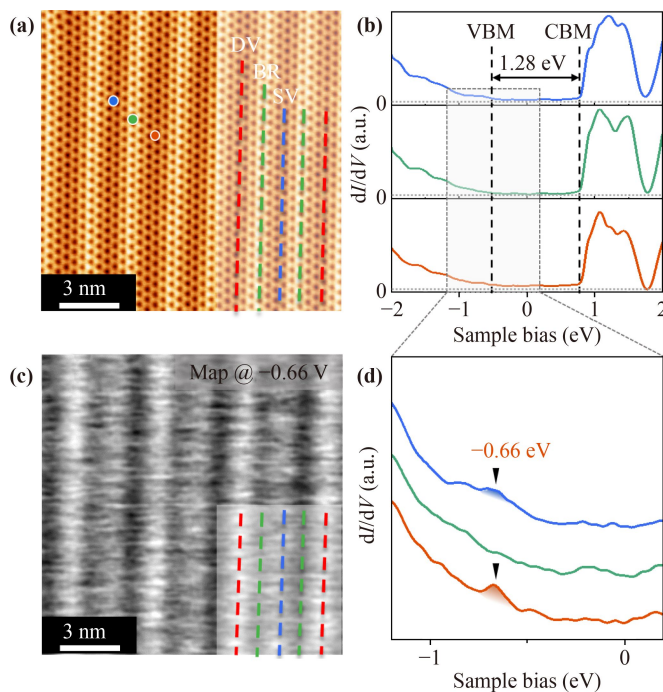 (a)
DV
BR
SV
3 nm
(b)
VBM
CBM
1.28 eV
0
0
0
dI/dV (a.u.)
−2
−1
0
1
2
Sample bias (eV)
(c)
Map @ −0.66 V
3 nm
(d)
−0.66 eV
dI/dV (a.u.)
−1
0
Sample bias (eV)